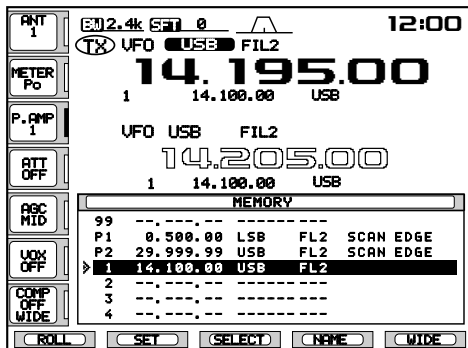 ANT 1
BW 2.4k SFT 0
12:00
TX VFO USB FIL2
METER Po
14.195.00
1 14.100.00 USB
P.AMP 1
VFO USB FIL2
ATT OFF
14.205.00
1 14.100.00 USB
AGC MID
MEMORY
99 --.---.-- ------ ---
P1 0.500.00 LSB FL2 SCAN EDGE
VOX OFF
P2 29.999.99 USB FL2 SCAN EDGE
1 14.100.00 USB FL2
2 --.---.-- ------ ---
COMP OFF WIDE
3 --.---.-- ------ ---
4 --.---.-- ------ ---
ROLL SET SELECT NAME WIDE